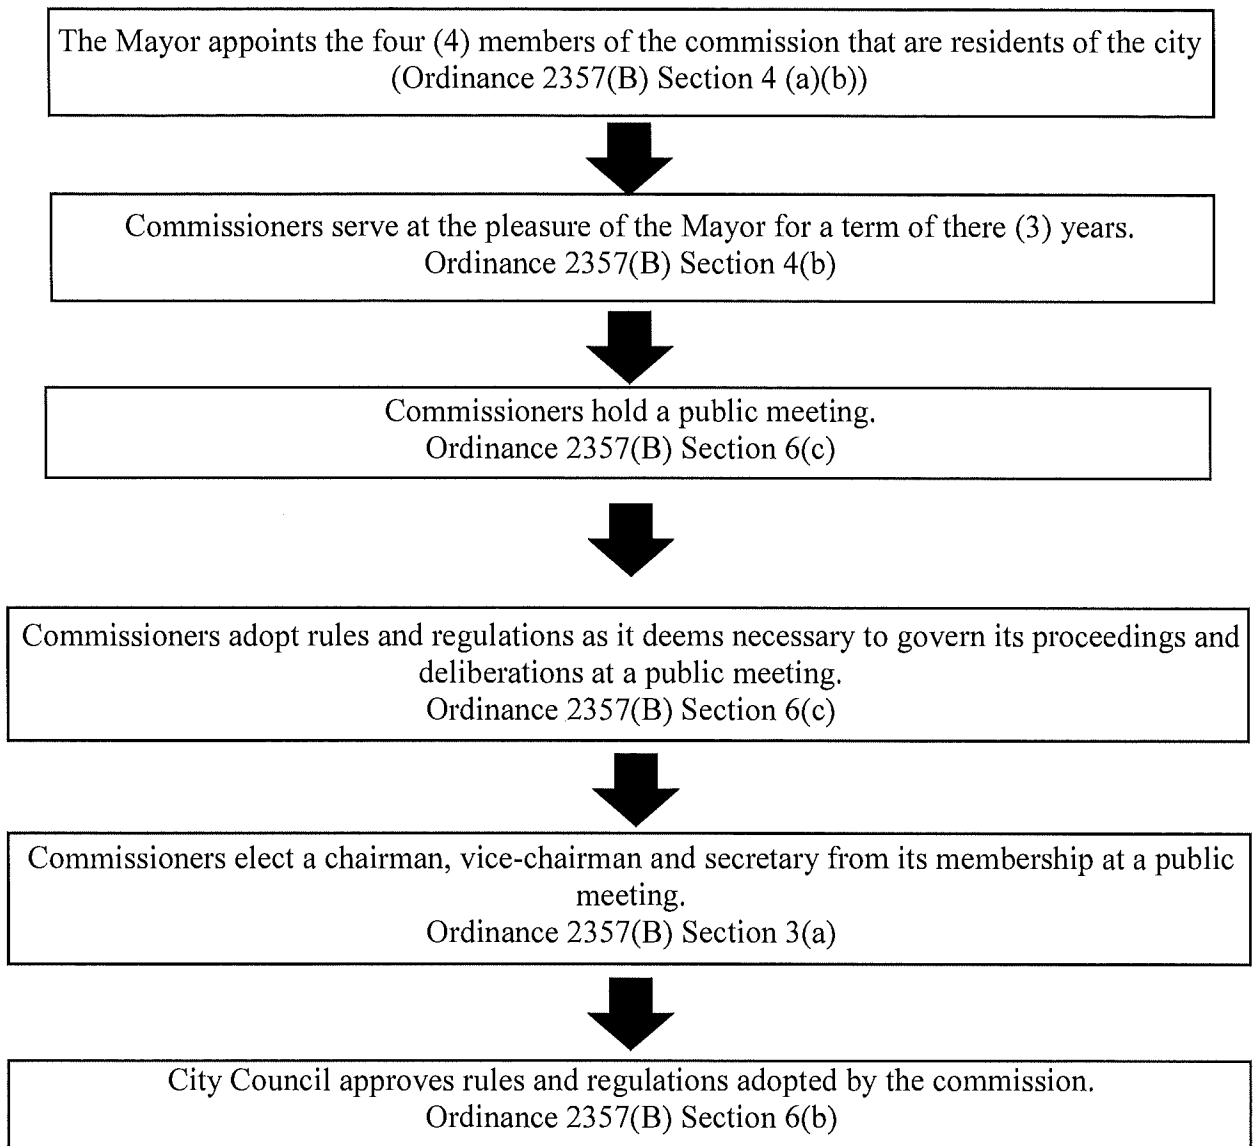 The Mayor appoints the four (4) members of the commission that are residents of the city
(Ordinance 2357(B) Section 4 (a)(b))
Commissioners serve at the pleasure of the Mayor for a term of there (3) years.
Ordinance 2357(B) Section 4(b)
Commissioners hold a public meeting.
Ordinance 2357(B) Section 6(c)
Commissioners adopt rules and regulations as it deems necessary to govern its proceedings and
deliberations at a public meeting.
Ordinance 2357(B) Section 6(c)
Commissioners elect a chairman, vice-chairman and secretary from its membership at a public
meeting.
Ordinance 2357(B) Section 3(a)
City Council approves rules and regulations adopted by the commission.
Ordinance 2357(B) Section 6(b)